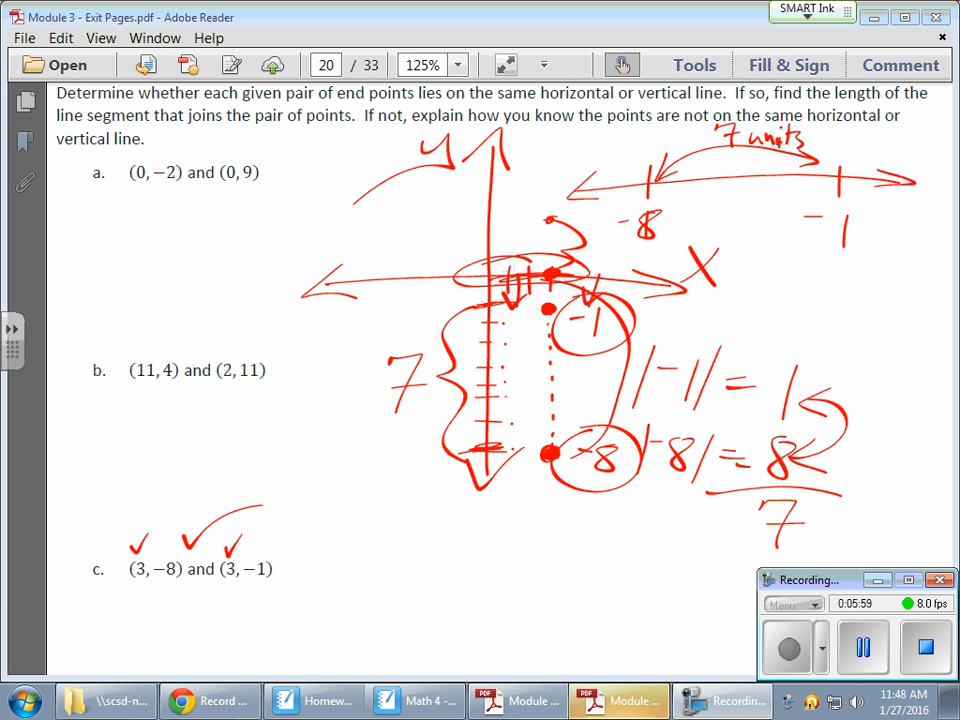 Module 3 - Exit Pages.pdf - Adobe Reader
SMART Ink
File Edit View Window Help
Open 20 / 33 125% Tools Fill & Sign Comment
Determine whether each given pair of end points lies on the same horizontal or vertical line. If so, find the length of the
line segment that joins the pair of points. If not, explain how you know the points are not on the same horizontal or
vertical line.
a. (0, −2) and (0, 9)
7 units
-8 -1
y
3
X
-1
7
b. (11, 4) and (2, 11)
|-1| = 1
-8 |-8| = 8
7
c. (3, −8) and (3, −1)
Recording...
Menu 0:05:59 8.0 fps
\\scsd-n... Record ... Homew... Math 4 -... Module ... Module ... Recordin...
11:48 AM
1/27/2016